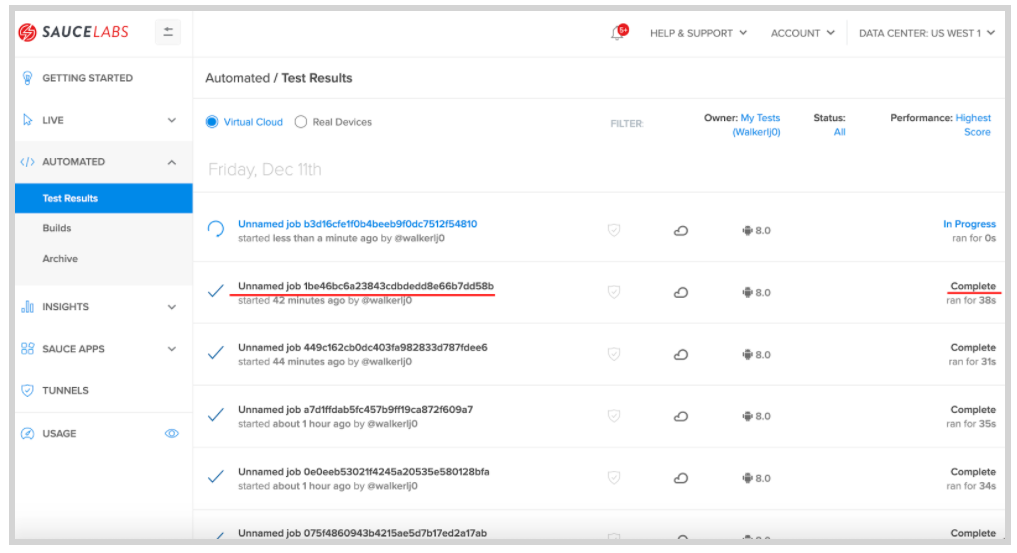 SAUCELABS
5+
HELP & SUPPORT
ACCOUNT
DATA CENTER: US WEST 1
GETTING STARTED
LIVE
AUTOMATED
Test Results
Builds
Archive
INSIGHTS
SAUCE APPS
TUNNELS
USAGE
Automated / Test Results
Virtual Cloud
Real Devices
FILTER:
Owner: My Tests
(Walkerlj0)
Status:
All
Performance: Highest
Score
Friday, Dec 11th
Unnamed job b3d16cfe1f0b4beeb9f0dc7512f54810
started less than a minute ago by @walkerlj0
8.0
In Progress
ran for 0s
Unnamed job 1be46bc6a23843cdbdedd8e66b7dd58b
started 42 minutes ago by @walkerlj0
8.0
Complete
ran for 38s
Unnamed job 449c162cb0dc403fa982833d787fdee6
started 44 minutes ago by @walkerlj0
8.0
Complete
ran for 31s
Unnamed job a7d1ffdab5fc457b9ff19ca872f609a7
started about 1 hour ago by @walkerlj0
8.0
Complete
ran for 35s
Unnamed job 0e0eeb53021f4245a20535e580128bfa
started about 1 hour ago by @walkerlj0
8.0
Complete
ran for 34s
Unnamed job 075f4860943b4215ae5d7b17ed2a17ab
Complete